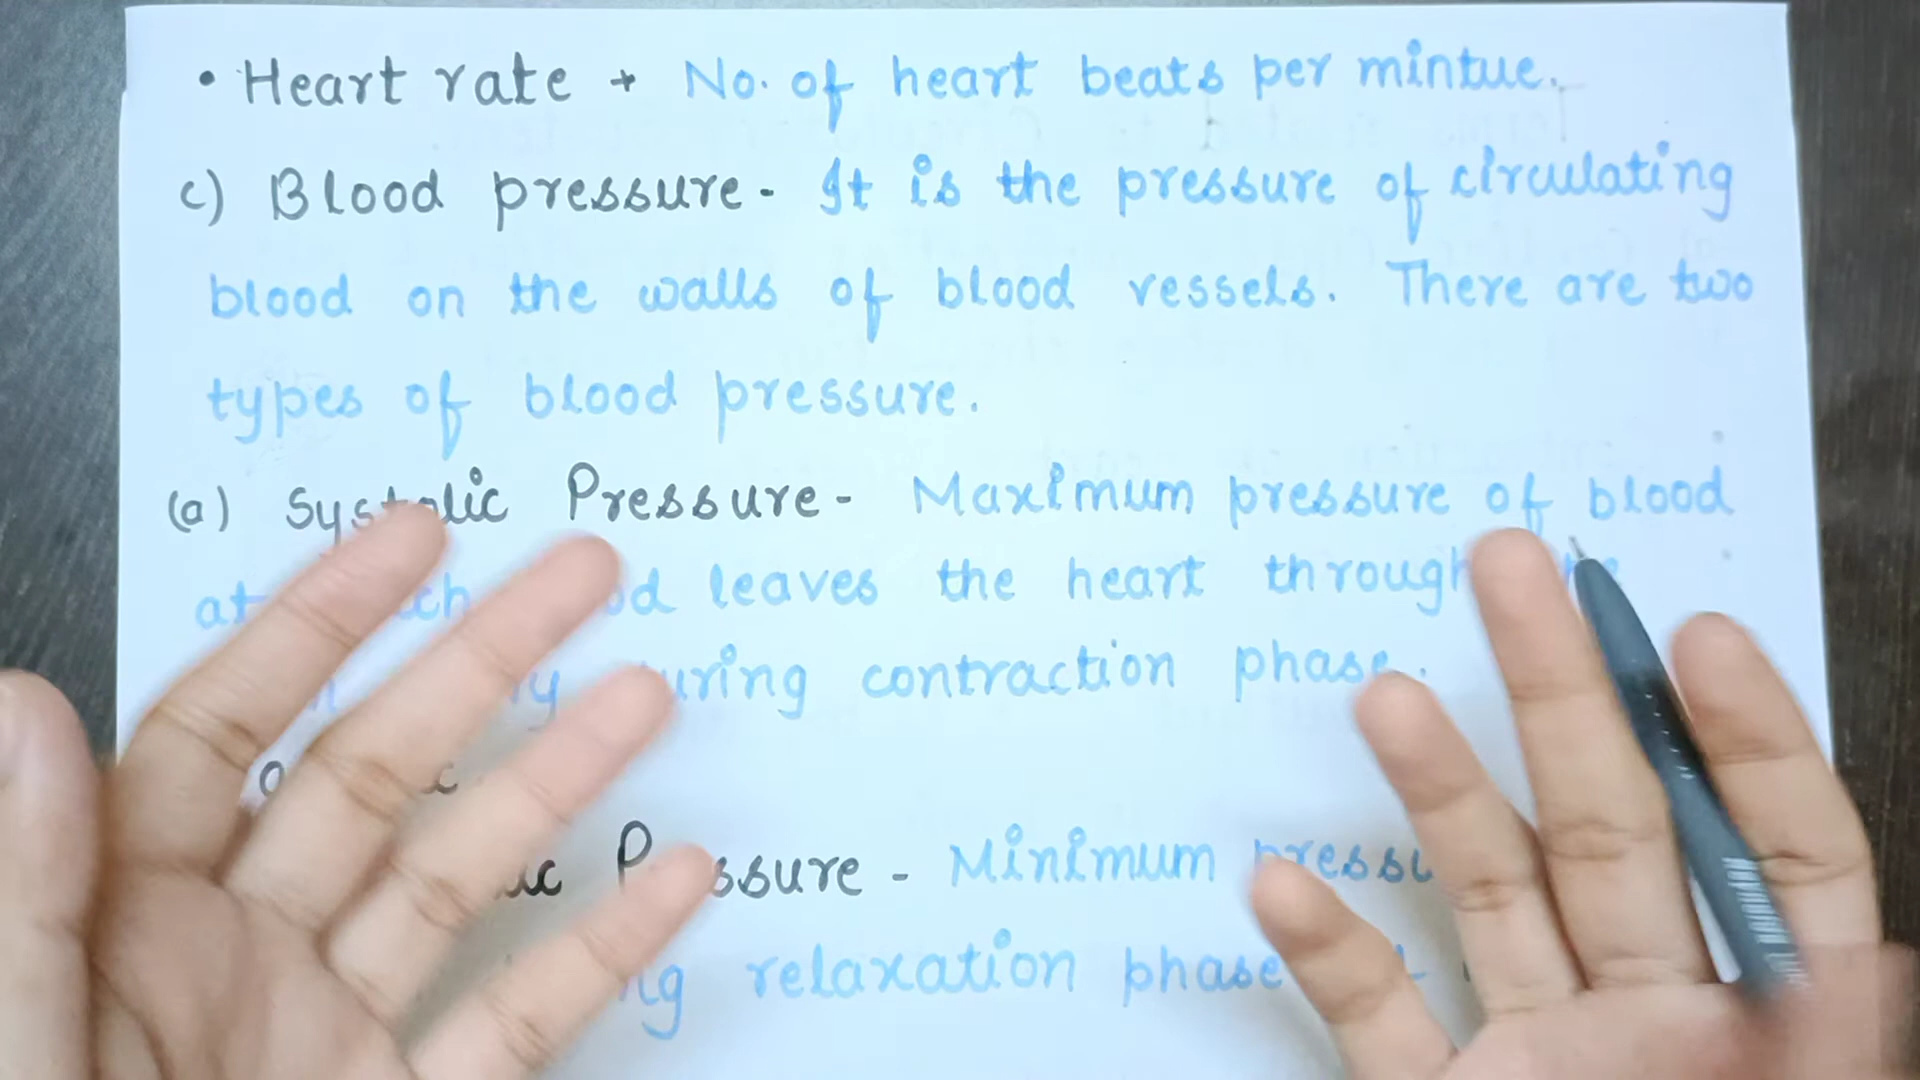 • Heart rate → No. of heart beats per mintue.
c) Blood pressure - It is the pressure of circulating
blood on the walls of blood vessels. There are two
types of blood pressure.
(a) Systolic Pressure - Maximum pressure of blood
at leaves the heart through
during contraction phase.
Pressure - Minimum
relaxation phase